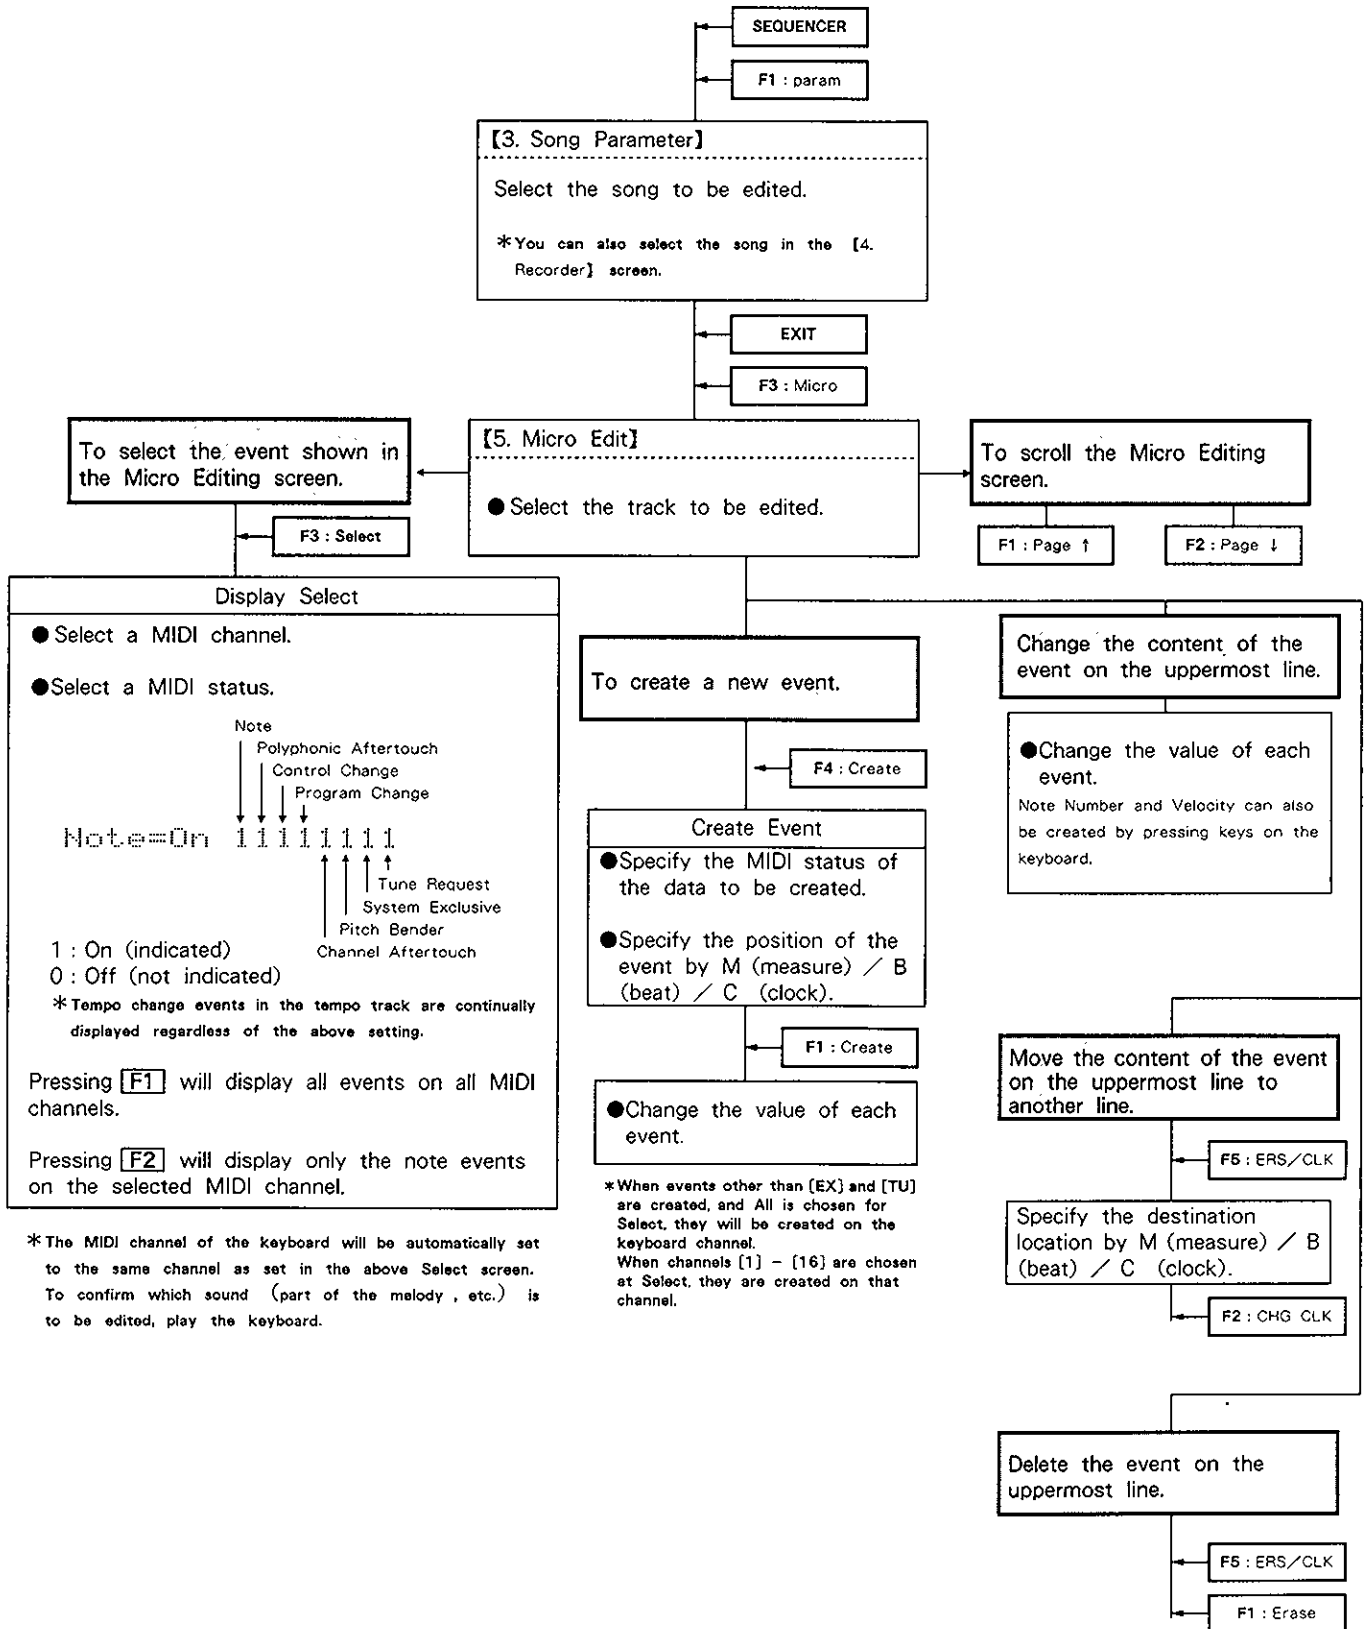 SEQUENCER
F1 : param
【3. Song Parameter】
Select the song to be edited.
*You can also select the song in the [4.
Recorder】 screen.
EXIT
F3 : Micro
To select the event shown in
the Micro Editing screen.
【5. Micro Edit】
● Select the track to be edited.
To scroll the Micro Editing
screen.
F3 : Select
F1 : Page ↑
F2 : Page ↓
Display Select
● Select a MIDI channel.
●Select a MIDI status.
Note
Polyphonic Aftertouch
Control Change
Program Change
Note=On 11111111
Tune Request
System Exclusive
Pitch Bender
Channel Aftertouch
1 : On (indicated)
0 : Off (not indicated)
*Tempo change events in the tempo track are continually
displayed regardless of the above setting.
Pressing F1 will display all events on all MIDI
channels.
Pressing F2 will display only the note events
on the selected MIDI channel.
*The MIDI channel of the keyboard will be automatically set
to the same channel as set in the above Select screen.
To confirm which sound (part of the melody , etc.) is
to be edited, play the keyboard.
To create a new event.
F4 : Create
Create Event
●Specify the MIDI status of
the data to be created.
●Specify the position of the
event by M (measure) ／ B
(beat) ／ C (clock).
F1 : Create
●Change the value of each
event.
*When events other than [EX] and [TU]
are created, and All is chosen for
Select, they will be created on the
keyboard channel.
When channels [1] – [16] are chosen
at Select, they are created on that
channel.
Change the content of the
event on the uppermost line.
●Change the value of each
event.
Note Number and Velocity can also
be created by pressing keys on the
keyboard.
Move the content of the event
on the uppermost line to
another line.
F5 : ERS／CLK
Specify the destination
location by M (measure) ／ B
(beat) ／ C (clock).
F2 : CHG CLK
Delete the event on the
uppermost line.
F5 : ERS／CLK
F1 : Erase